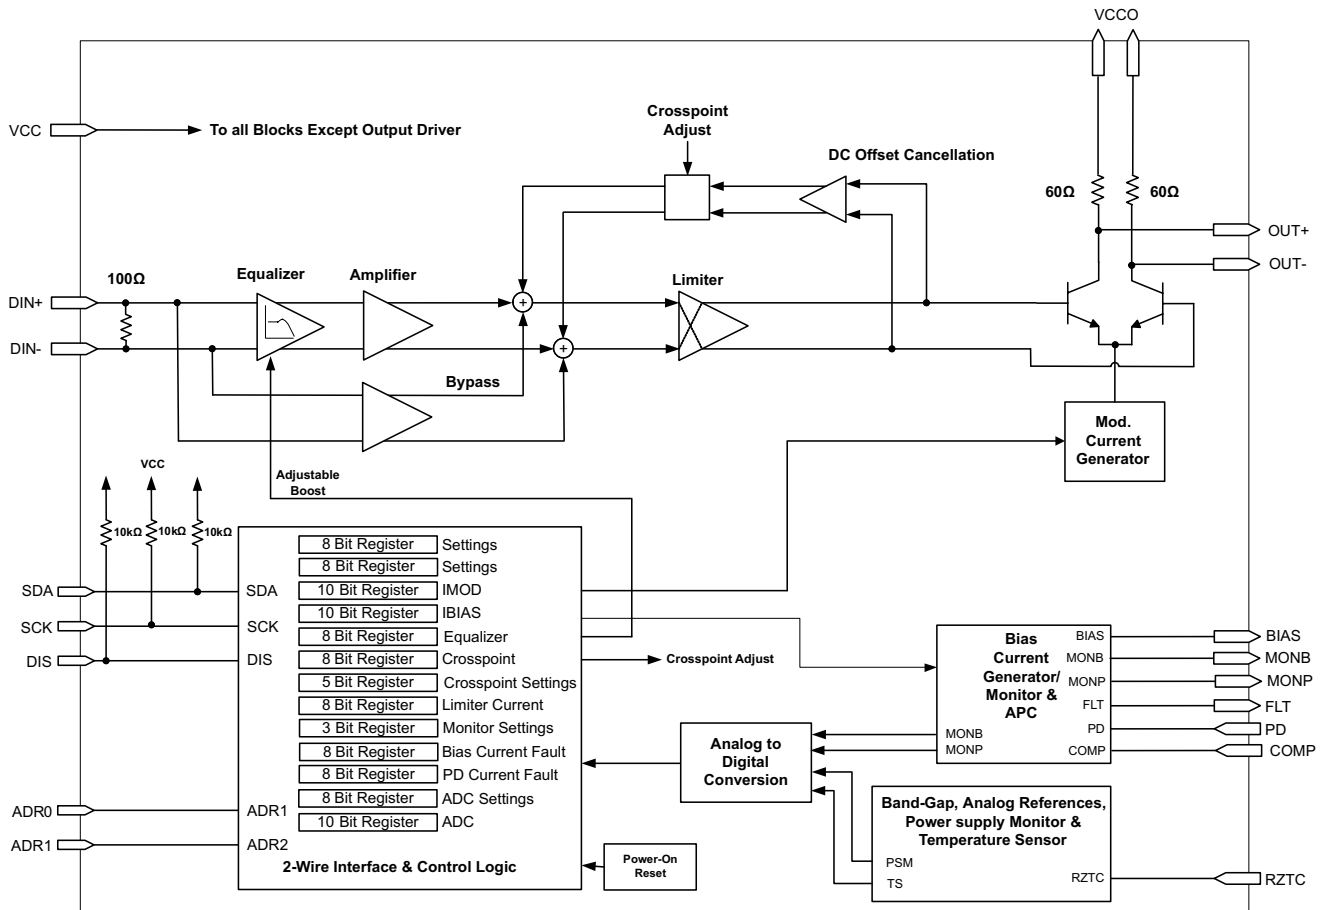 VCCO
VCC
To all Blocks Except Output Driver
Crosspoint
Adjust
DC Offset Cancellation
60Ω
60Ω
OUT+
OUT-
100Ω
Equalizer
Amplifier
Limiter
DIN+
DIN-
+
+
Bypass
Mod.
Current
Generator
Adjustable
Boost
VCC
10kΩ
10kΩ
10kΩ
SDA
SCK
DIS
ADR0
ADR1
SDA
SCK
DIS
ADR1
ADR2
8 Bit Register Settings
8 Bit Register Settings
10 Bit Register IMOD
10 Bit Register IBIAS
8 Bit Register Equalizer
8 Bit Register Crosspoint
5 Bit Register Crosspoint Settings
8 Bit Register Limiter Current
3 Bit Register Monitor Settings
8 Bit Register Bias Current Fault
8 Bit Register PD Current Fault
8 Bit Register ADC Settings
10 Bit Register ADC
2-Wire Interface & Control Logic
Crosspoint Adjust
Power-On
Reset
Analog to
Digital
Conversion
Bias
Current
Generator/
Monitor &
APC
BIAS
MONB
MONP
FLT
PD
COMP
MONB
MONP
BIAS
MONB
MONP
FLT
PD
COMP
Band-Gap, Analog References,
Power supply Monitor &
Temperature Sensor
PSM
TS
RZTC
RZTC